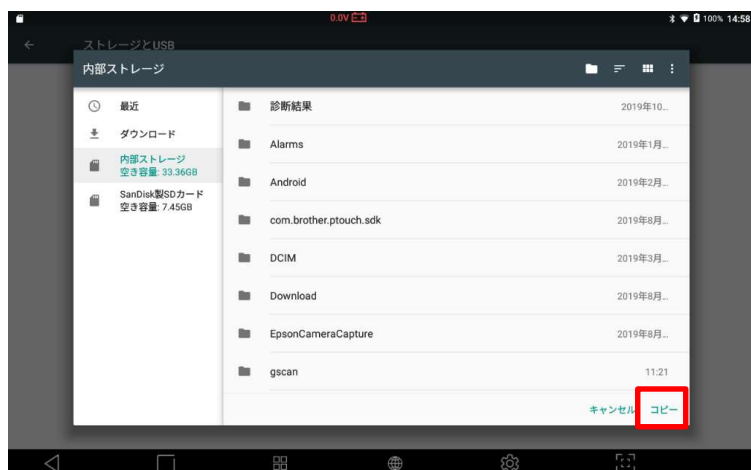 0.0V
100% 14:58
ストレージとUSB
内部ストレージ
最近
ダウンロード
内部ストレージ
空き容量: 33.36GB
SanDisk製SDカード
空き容量: 7.45GB
診断結果 2019年10...
Alarms 2019年1月...
Android 2019年2月...
com.brother.ptouch.sdk 2019年8月...
DCIM 2019年3月...
Download 2019年8月...
EpsonCameraCapture 2019年8月...
gscan 11:21
キャンセル コピー